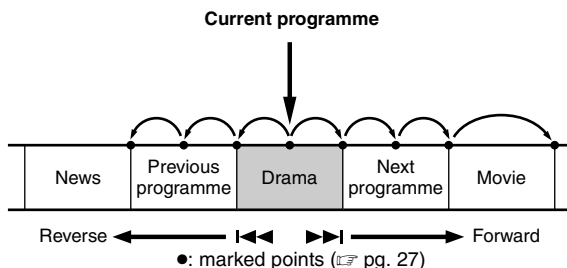 Current programme
News
Previous
programme
Drama
Next
programme
Movie
Reverse
Forward
●: marked points (☞ pg. 27)